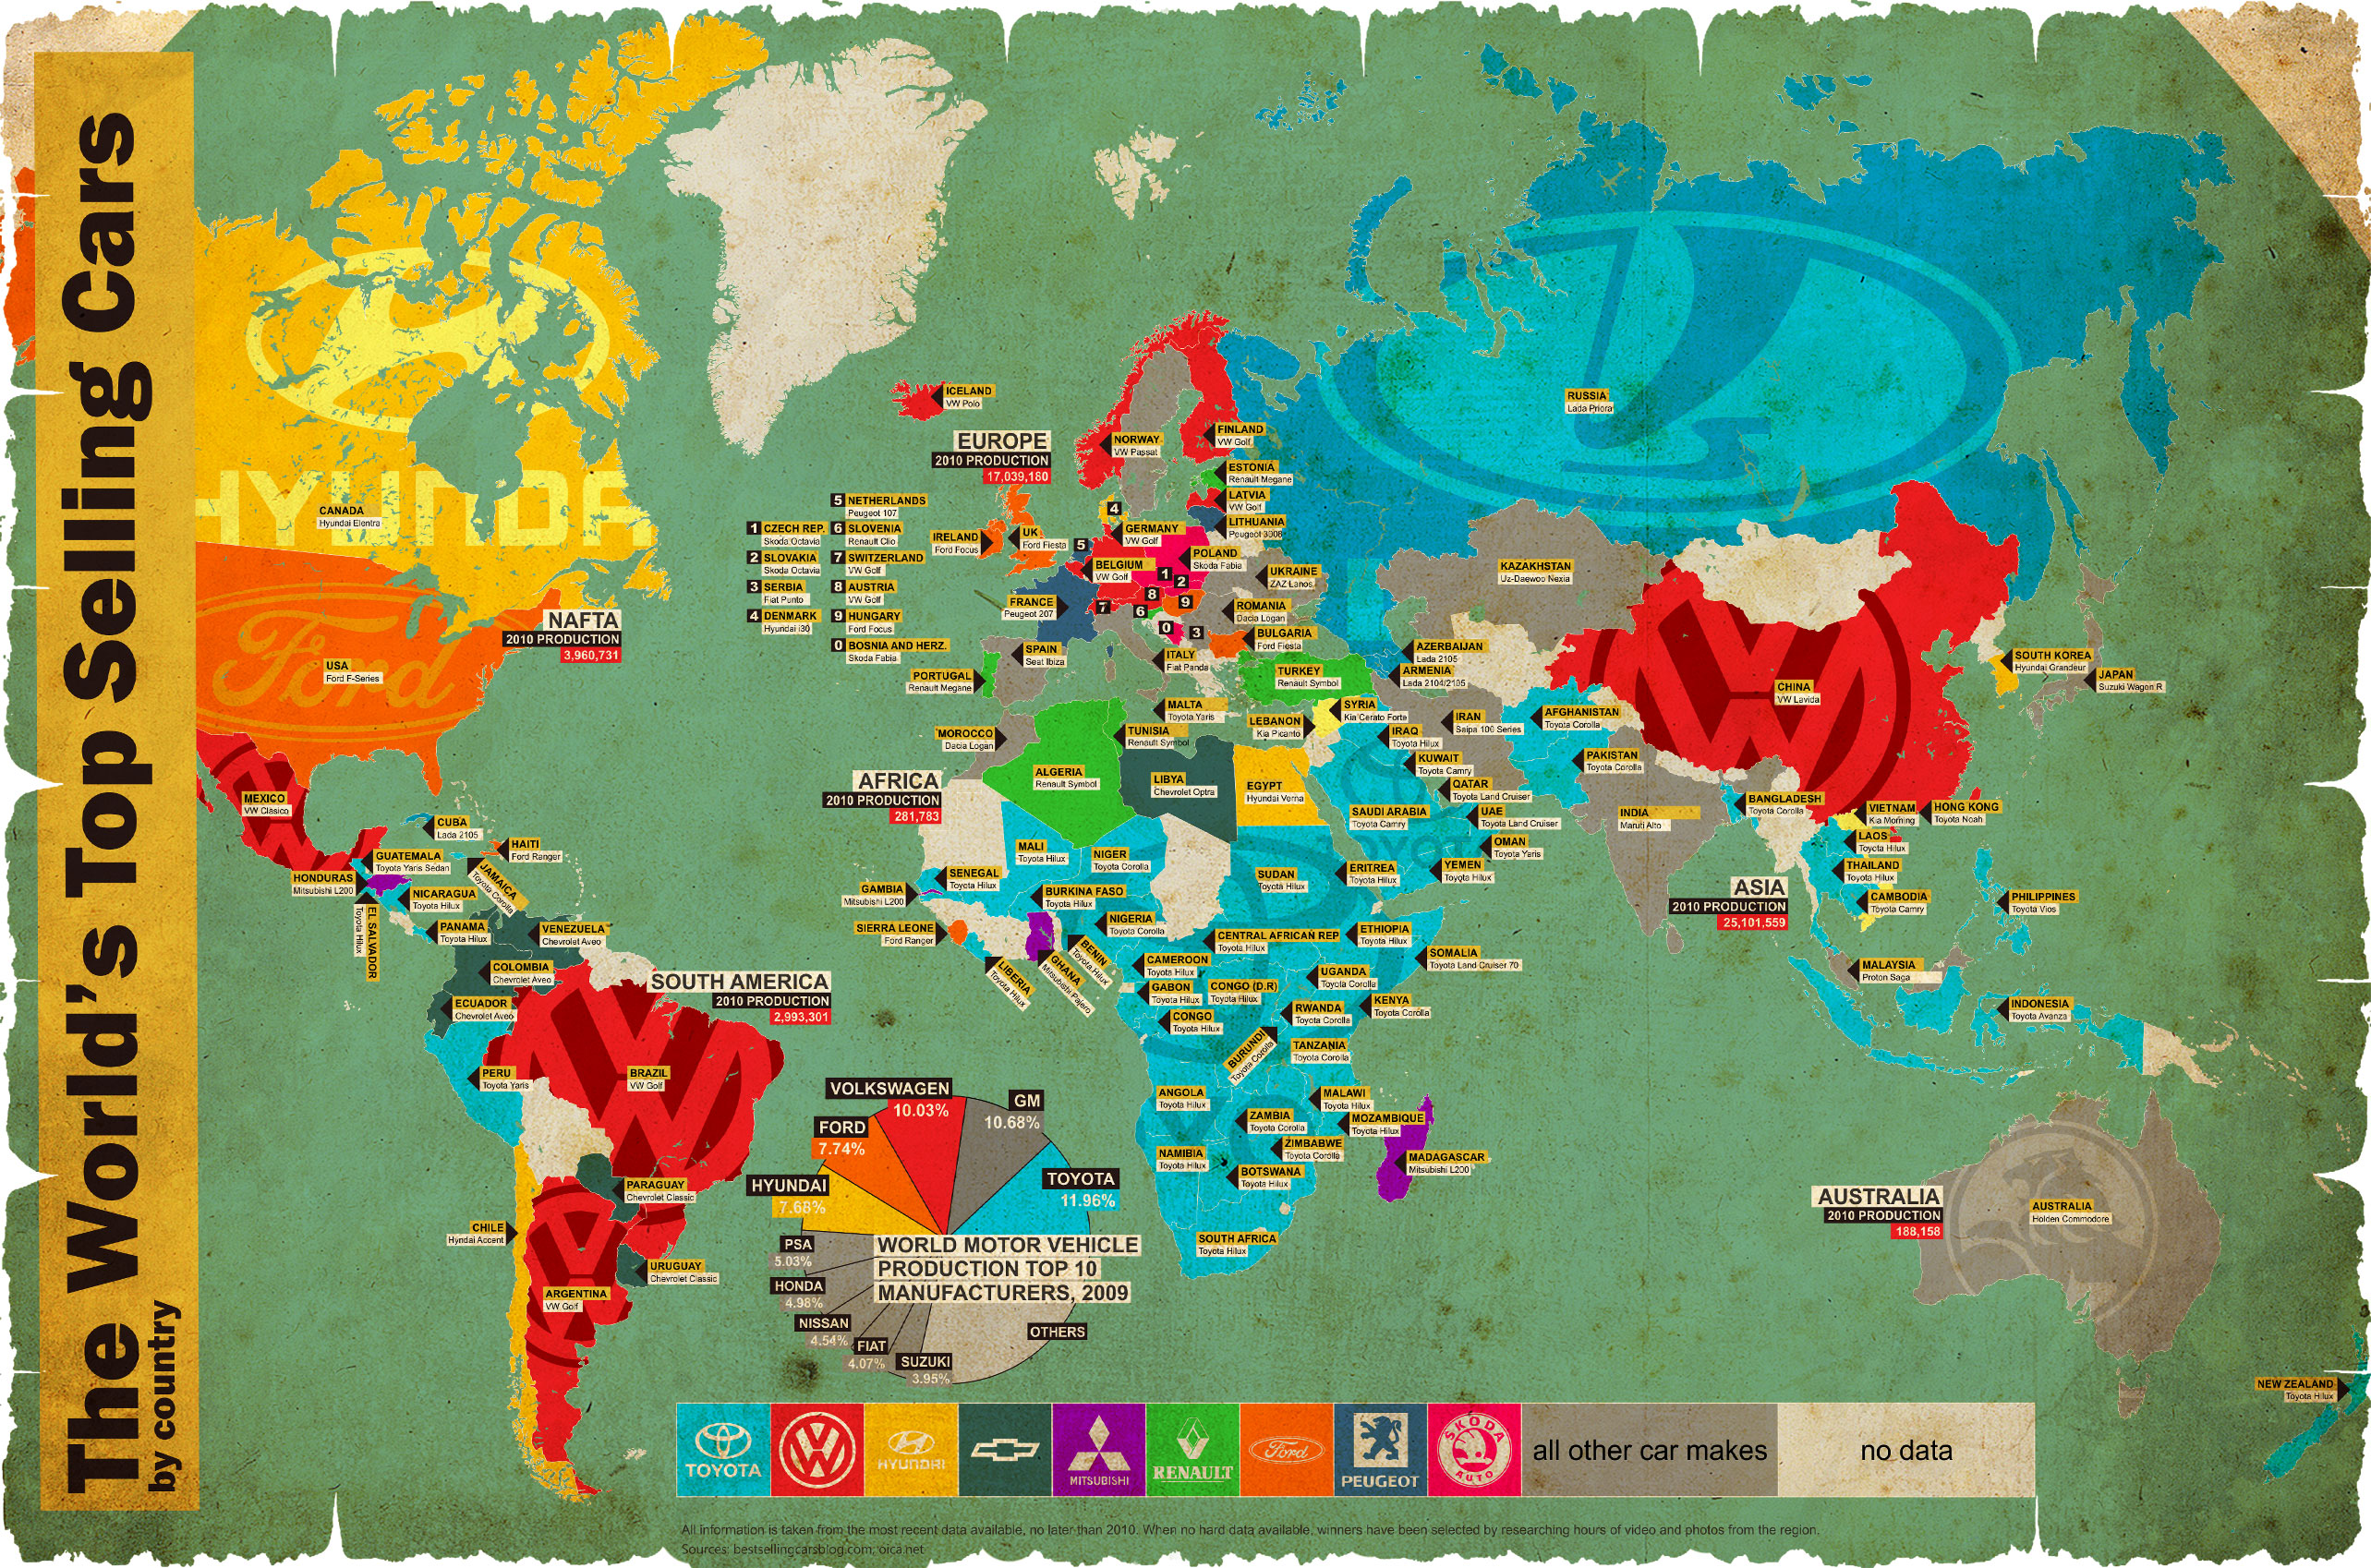 The World's Top Selling Cars
by country
HYUNDA
CANADA
Hyundai Elentra
Ford
USA
Ford F-Series
NAFTA
2010 PRODUCTION
3,960,731
MEXICO
VW Clásico
CUBA
Lada 2105
HAITI
Ford Ranger
GUATEMALA
Toyota Yaris Sedan
JAMAICA
Toyota Corolla
HONDURAS
Mitsubishi L200
NICARAGUA
Toyota Hilux
EL SALVADOR
Toyota Hilux
PANAMA
Toyota Hilux
VENEZUELA
Chevrolet Aveo
COLOMBIA
Chevrolet Aveo
ECUADOR
Chevrolet Aveo
SOUTH AMERICA
2010 PRODUCTION
2,993,301
PERU
Toyota Yaris
BRAZIL
VW Golf
PARAGUAY
Chevrolet Classic
CHILE
Hyndai Accent
URUGUAY
Chevrolet Classic
ARGENTINA
VW Golf
ICELAND
VW Polo
EUROPE
2010 PRODUCTION
17,039,180
NORWAY
VW Passat
FINLAND
VW Golf
ESTONIA
Renault Megane
LATVIA
VW Golf
LITHUANIA
Peugeot 3008
5 NETHERLANDS
Peugeot 107
1 CZECH REP.
Skoda Octavia
6 SLOVENIA
Renault Clio
2 SLOVAKIA
Skoda Octavia
7 SWITZERLAND
VW Golf
3 SERBIA
Fiat Punto
8 AUSTRIA
VW Golf
4 DENMARK
Hyundai i30
9 HUNGARY
Ford Focus
0 BOSNIA AND HERZ.
Skoda Fabia
IRELAND
Ford Focus
UK
Ford Fiesta
4
5
1
2
8
7
6
9
0
3
GERMANY
VW Golf
BELGIUM
VW Golf
POLAND
Skoda Fabia
UKRAINE
ZAZ Lanos
FRANCE
Peugeot 207
ROMANIA
Dacia Logan
BULGARIA
Ford Fiesta
SPAIN
Seat Ibiza
ITALY
Fiat Panda
PORTUGAL
Renault Megane
TURKEY
Renault Symbol
MALTA
Toyota Yaris
RUSSIA
Lada Priora
KAZAKHSTAN
Uz-Daewoo Nexia
AZERBAIJAN
Lada 2105
ARMENIA
Lada 2104/2105
SYRIA
Kia Cerato Forte
LEBANON
Kia Picanto
IRAN
Saipa 100 Series
IRAQ
Toyota Hilux
AFGHANISTAN
Toyota Corolla
KUWAIT
Toyota Camry
PAKISTAN
Toyota Corolla
QATAR
Toyota Land Cruiser
SAUDI ARABIA
Toyota Camry
UAE
Toyota Land Cruiser
TOYOTA
OMAN
Toyota Yaris
YEMEN
Toyota Hilux
CHINA
VW Lavida
SOUTH KOREA
Hyundai Grandeur
JAPAN
Suzuki Wagon R
INDIA
Maruti Alto
BANGLADESH
Toyota Corolla
VIETNAM
Kia Morning
HONG KONG
Toyota Noah
LAOS
Toyota Hilux
THAILAND
Toyota Hilux
CAMBODIA
Toyota Camry
PHILIPPINES
Toyota Vios
ASIA
2010 PRODUCTION
25,101,559
MALAYSIA
Proton Saga
INDONESIA
Toyota Avanza
MOROCCO
Dacia Logan
TUNISIA
Renault Symbol
AFRICA
2010 PRODUCTION
281,783
ALGERIA
Renault Symbol
LIBYA
Chevrolet Optra
EGYPT
Hyundai Verna
MALI
Toyota Hilux
NIGER
Toyota Corolla
SENEGAL
Toyota Hilux
GAMBIA
Mitsubishi L200
BURKINA FASO
Toyota Hilux
SUDAN
Toyota Hilux
ERITREA
Toyota Hilux
SIERRA LEONE
Ford Ranger
NIGERIA
Toyota Corolla
LIBERIA
Toyota Hilux
GHANA
Mitsubishi Pajero
BENIN
Toyota Hilux
CENTRAL AFRICAN REP
Toyota Hilux
ETHIOPIA
Toyota Hilux
SOMALIA
Toyota Land Cruiser 70
CAMEROON
Toyota Hilux
UGANDA
Toyota Corolla
GABON
Toyota Hilux
CONGO (D.R)
Toyota Hilux
KENYA
Toyota Corolla
RWANDA
Toyota Corolla
CONGO
Toyota Hilux
BURUNDI
Toyota Corolla
TANZANIA
Toyota Corolla
ANGOLA
Toyota Hilux
MALAWI
Toyota Hilux
ZAMBIA
Toyota Corolla
MOZAMBIQUE
Toyota Hilux
ZIMBABWE
Toyota Corolla
NAMIBIA
Toyota Hilux
BOTSWANA
Toyota Hilux
MADAGASCAR
Mitsubishi L200
SOUTH AFRICA
Toyota Hilux
AUSTRALIA
2010 PRODUCTION
188,158
AUSTRALIA
Holden Commodore
NEW ZEALAND
Toyota Hilux
VOLKSWAGEN
10.03%
GM
10.68%
FORD
7.74%
TOYOTA
11.96%
HYUNDAI
7.68%
PSA
5.03%
HONDA
4.98%
NISSAN
4.54%
FIAT
4.07%
SUZUKI
3.95%
OTHERS
WORLD MOTOR VEHICLE
PRODUCTION TOP 10
MANUFACTURERS, 2009
TOYOTA
HYUNDAI
MITSUBISHI
RENAULT
Ford
PEUGEOT
SKODA
AUTO
all other car makes
no data
All information is taken from the most recent data available, no later than 2010. When no hard data available, winners have been selected by researching hours of video and photos from the region.
Sources: bestsellingcarsblog.com, oica.net